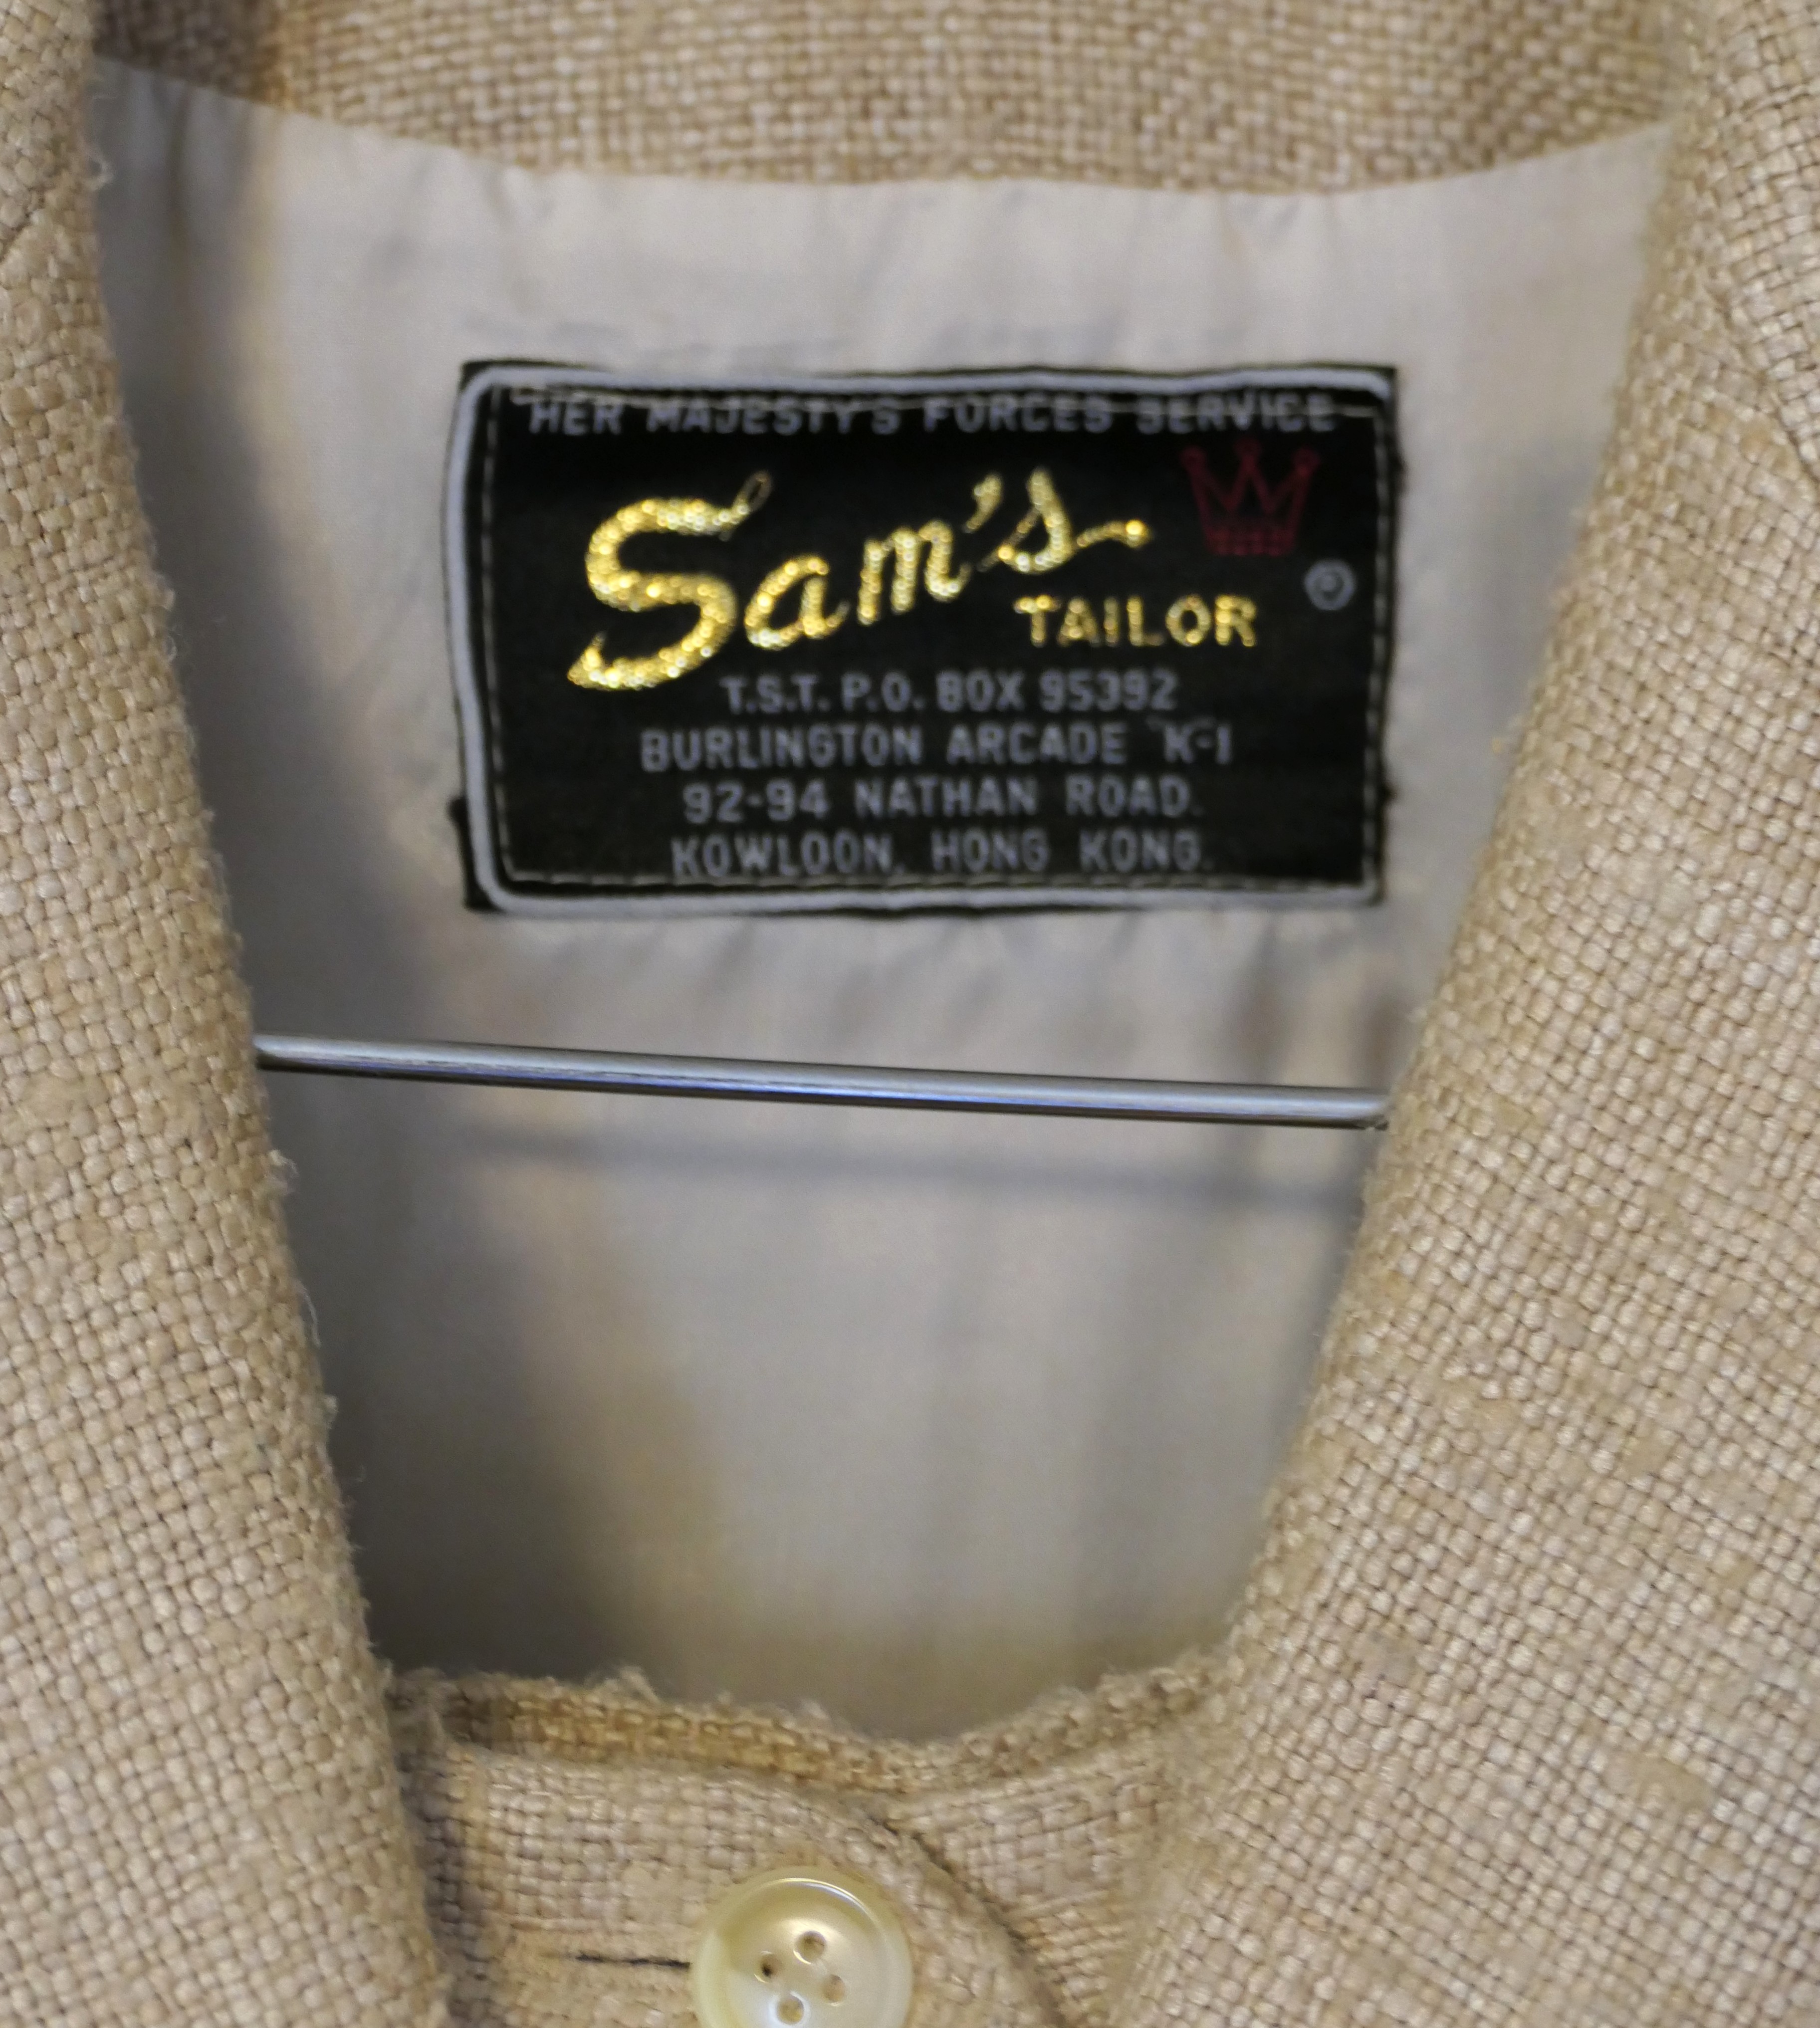 HER MAJESTY'S FORCES SERVICE
Sam's
TAILOR
T.S.T. P.O. BOX 95392
BURLINGTON ARCADE K-1
92-94 NATHAN ROAD.
KOWLOON, HONG KONG.